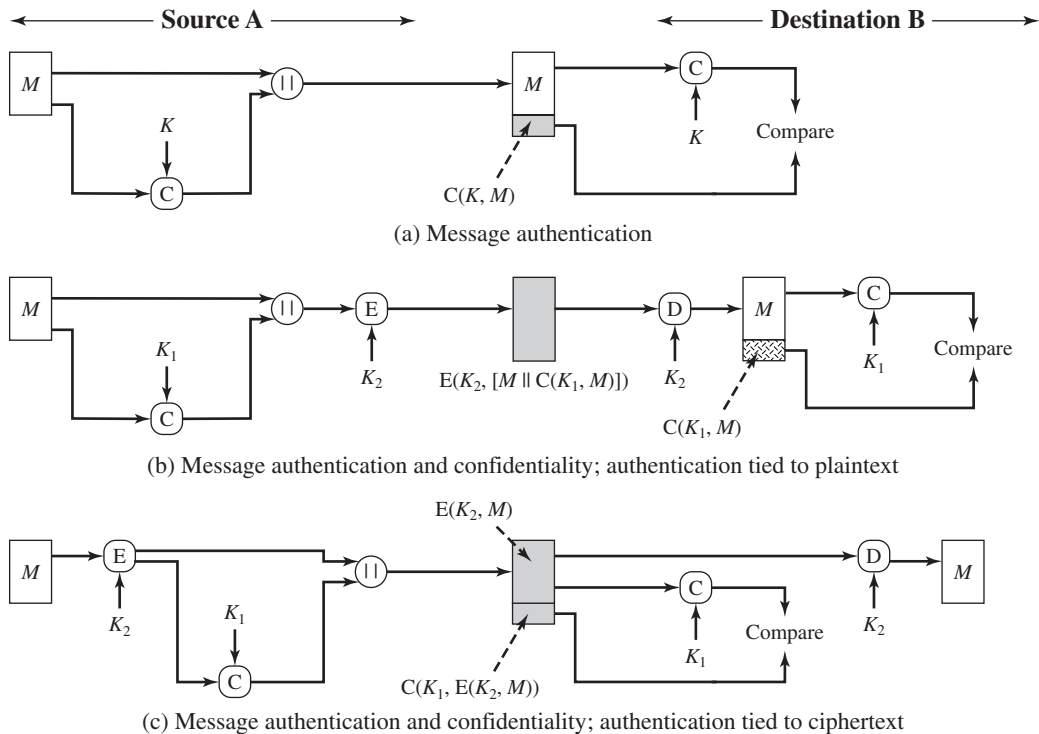 Source A
Destination B
M
||
M
C
K
C
K
Compare
C(K, M)
(a) Message authentication
M
||
E
D
M
C
K₁
C
K₂
E(K₂, [M || C(K₁, M)])
K₂
K₁
Compare
C(K₁, M)
(b) Message authentication and confidentiality; authentication tied to plaintext
E(K₂, M)
M
E
||
D
M
K₂
K₁
C
C
K₁
Compare
K₂
C(K₁, E(K₂, M))
(c) Message authentication and confidentiality; authentication tied to ciphertext